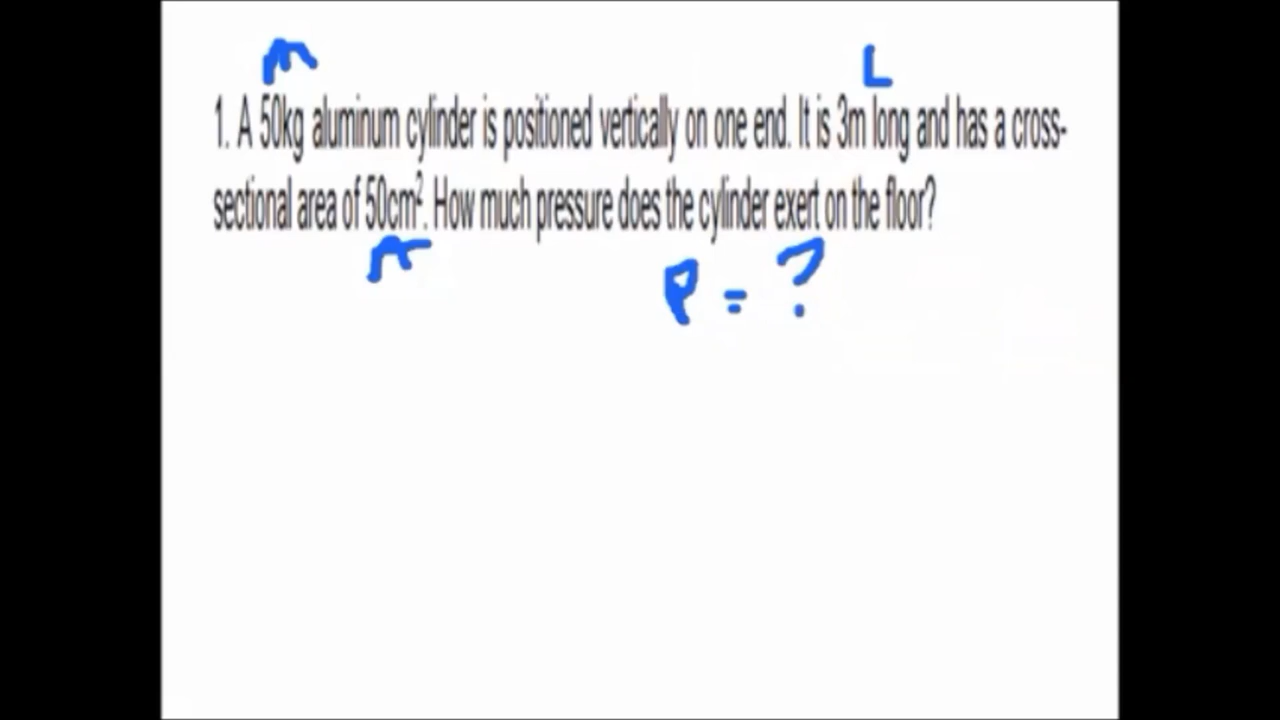 m
L
1. A 50kg aluminum cylinder is positioned vertically on one end. It is 3m long and has a cross-
sectional area of 50cm². How much pressure does the cylinder exert on the floor?
P = ?